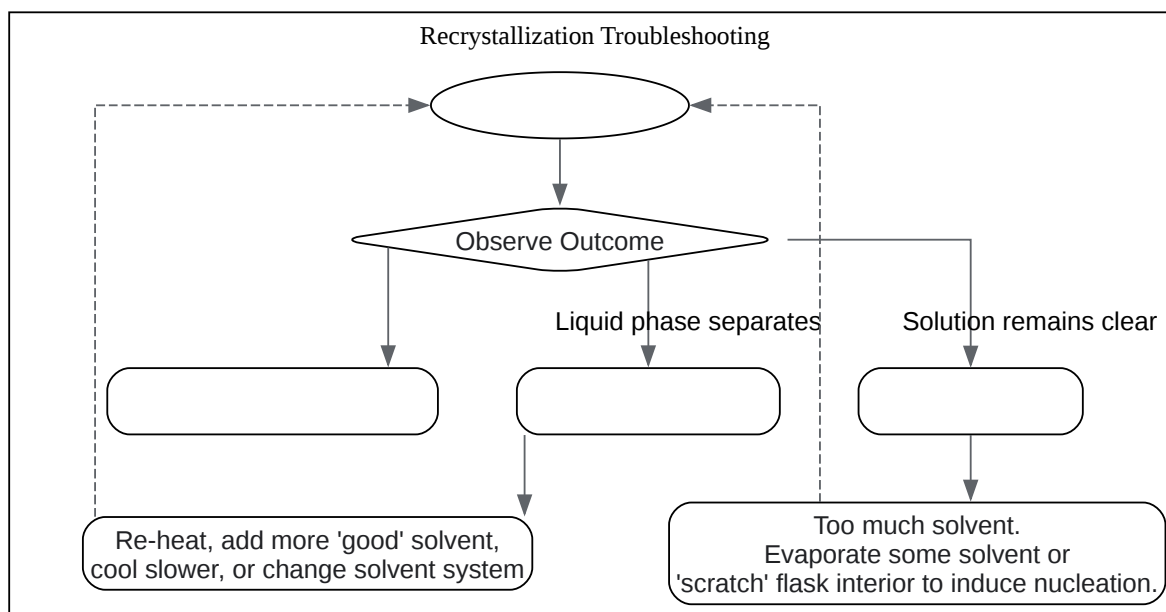 Recrystallization Troubleshooting
Observe Outcome
Liquid phase separates
Solution remains clear
Re-heat, add more 'good' solvent,
cool slower, or change solvent system
Too much solvent.
Evaporate some solvent or
'scratch' flask interior to induce nucleation.